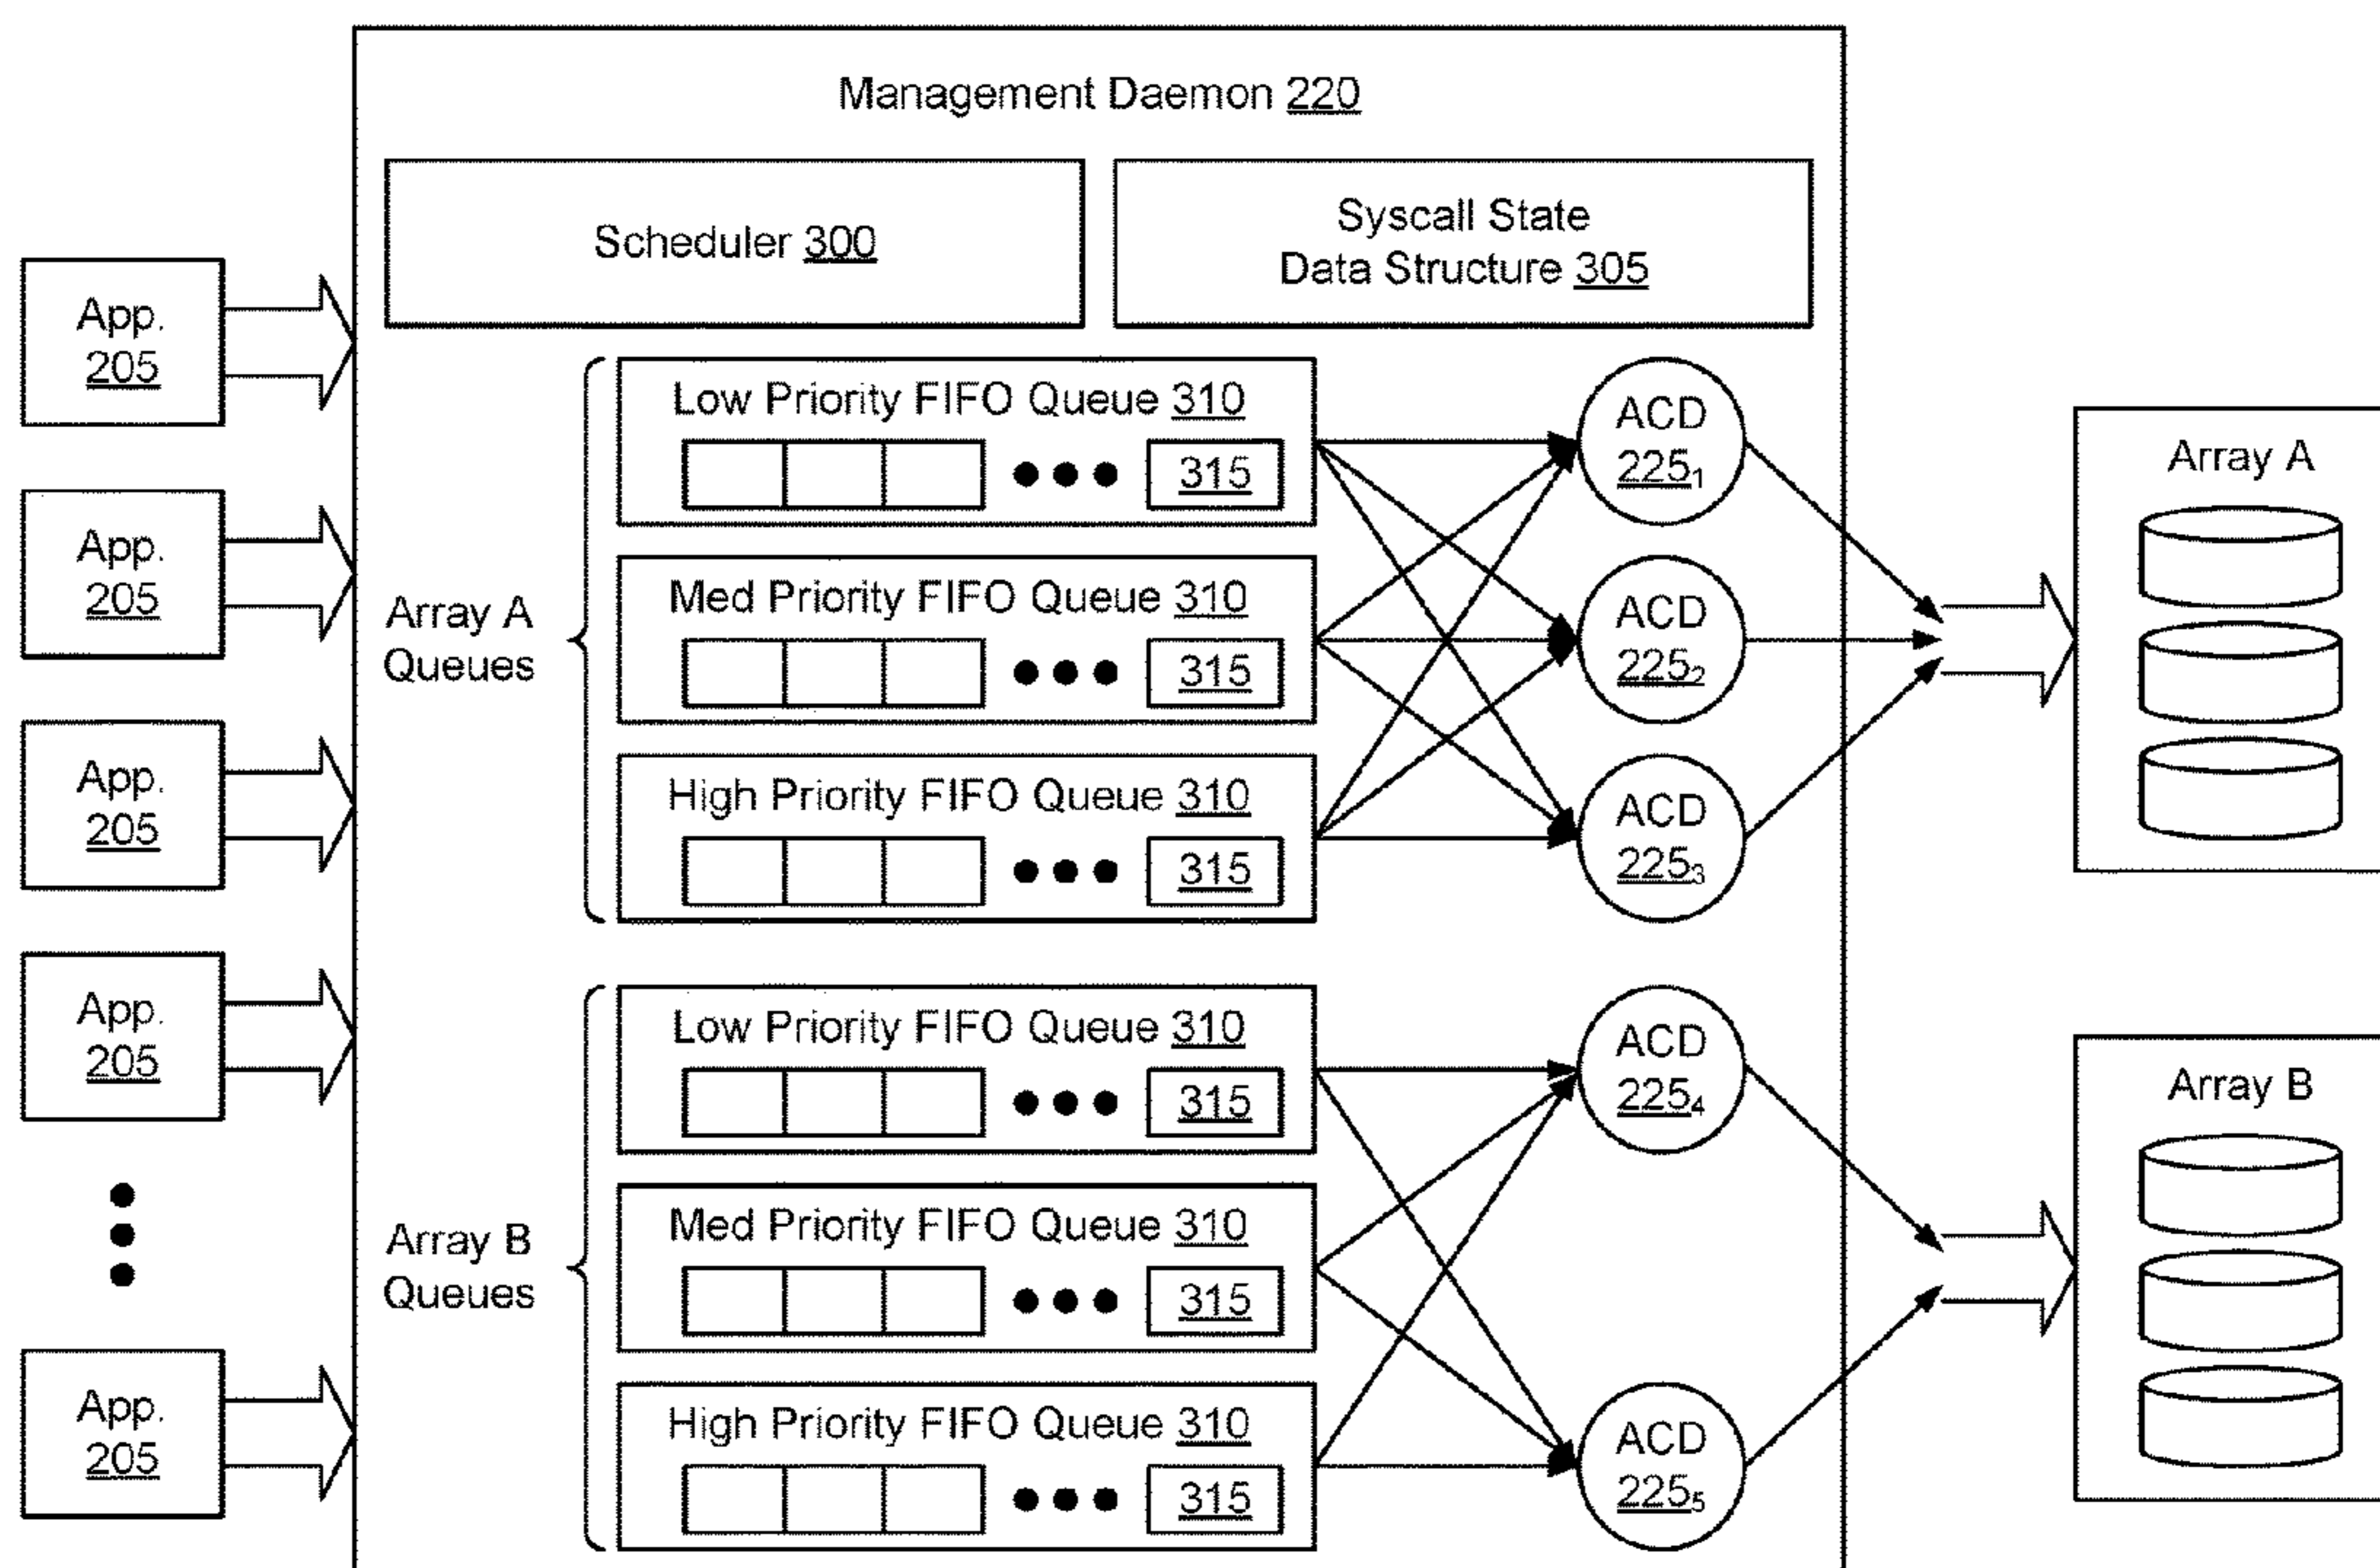 Management Daemon 220
Scheduler 300
Syscall State
Data Structure 305
App.
205
App.
205
App.
205
App.
205
App.
205
Array A
Queues
Low Priority FIFO Queue 310
315
Med Priority FIFO Queue 310
315
High Priority FIFO Queue 310
315
ACD
225₁
ACD
225₂
ACD
225₃
Array A
Array B
Queues
Low Priority FIFO Queue 310
315
Med Priority FIFO Queue 310
315
High Priority FIFO Queue 310
315
ACD
225₄
ACD
225₅
Array B